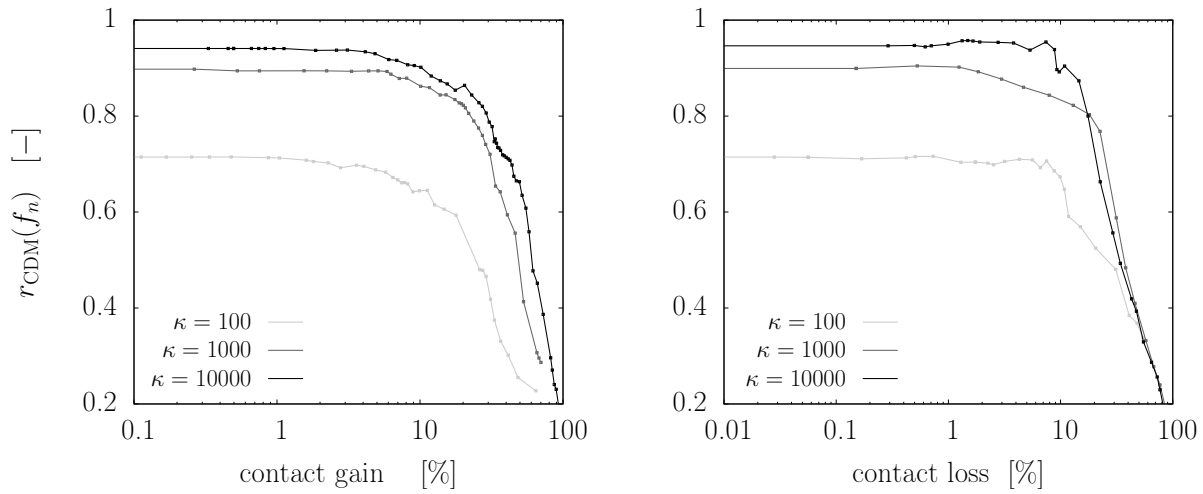 r_CDM(f_n) [−]
1
0.8
0.6
0.4
0.2
κ = 100
κ = 1000
κ = 10000
0.1 1 10 100
contact gain [%]
1
0.8
0.6
0.4
0.2
κ = 100
κ = 1000
κ = 10000
0.01 0.1 1 10 100
contact loss [%]